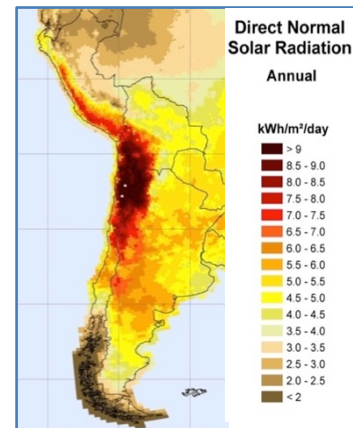 Direct Normal
Solar Radiation
Annual
kWh/m²/day
> 9
8.5 - 9.0
8.0 - 8.5
7.5 - 8.0
7.0 - 7.5
6.5 - 7.0
6.0 - 6.5
5.5 - 6.0
5.0 - 5.5
4.5 - 5.0
4.0 - 4.5
3.5 - 4.0
3.0 - 3.5
2.5 - 3.0
2.0 - 2.5
< 2